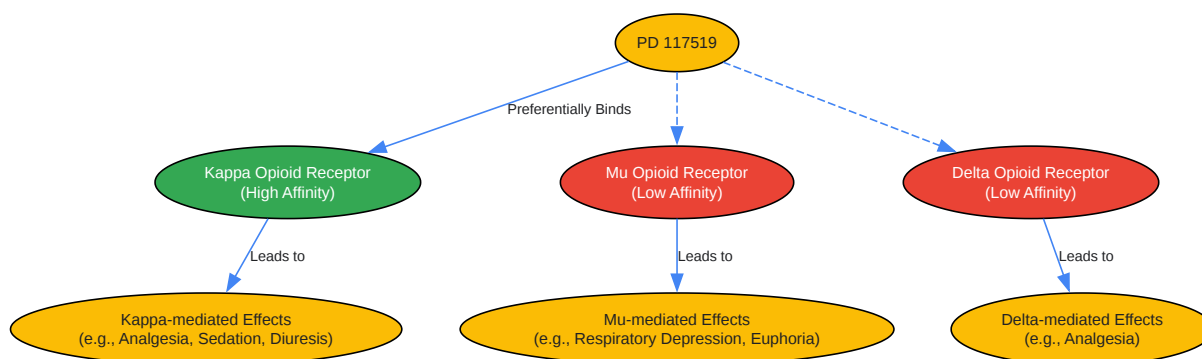 PD 117519
Preferentially Binds
Kappa Opioid Receptor
(High Affinity)
Mu Opioid Receptor
(Low Affinity)
Delta Opioid Receptor
(Low Affinity)
Leads to
Leads to
Leads to
Kappa-mediated Effects
(e.g., Analgesia, Sedation, Diuresis)
Mu-mediated Effects
(e.g., Respiratory Depression, Euphoria)
Delta-mediated Effects
(e.g., Analgesia)